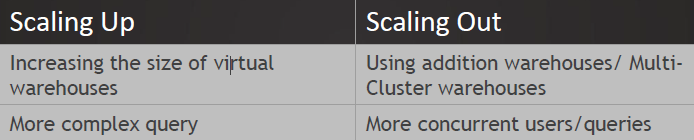 Scaling Up
Scaling Out
Increasing the size of virtual
warehouses
Using addition warehouses/ Multi-
Cluster warehouses
More complex query
More concurrent users/queries